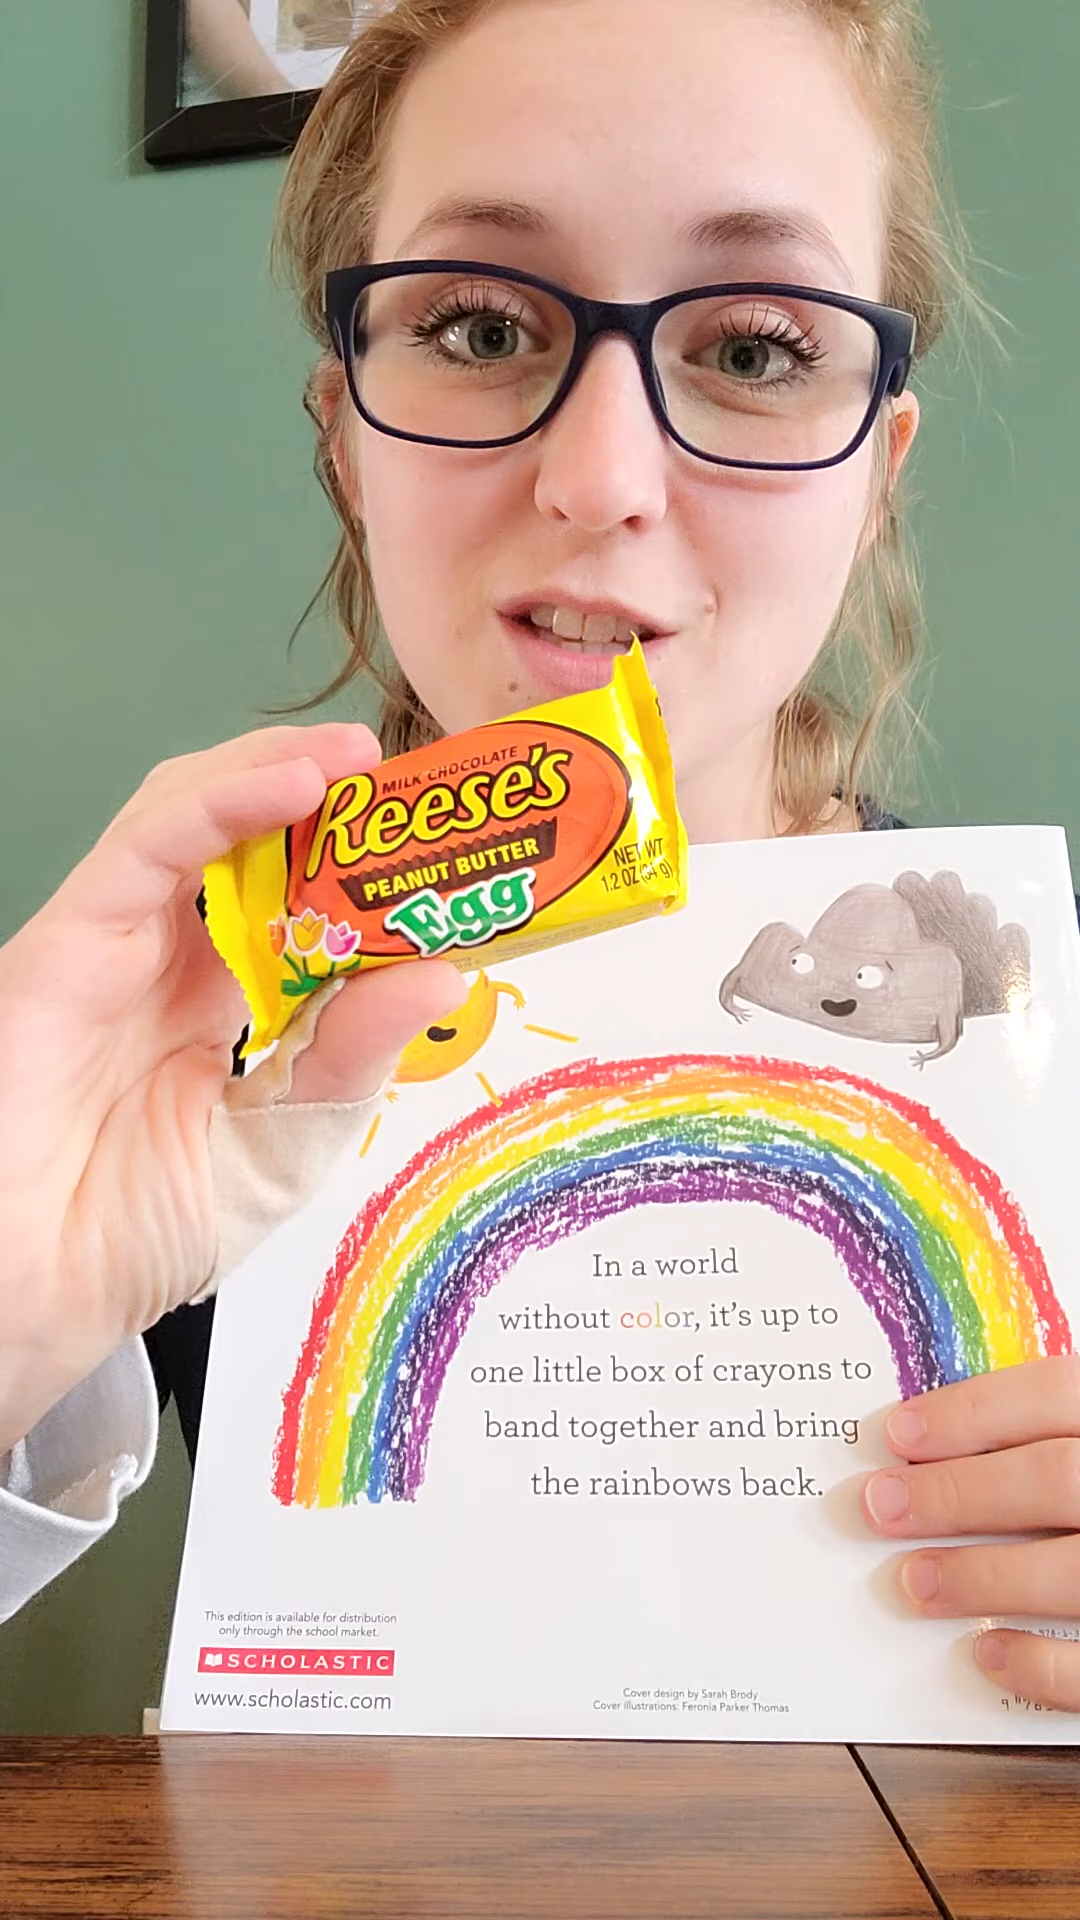 MILK CHOCOLATE
Reese's
PEANUT BUTTER
Egg
NET WT
1.2 OZ (34 g)
In a world
without color, it's up to
one little box of crayons to
band together and bring
the rainbows back.
This edition is available for distribution
only through the school market.
SCHOLASTIC
www.scholastic.com
Cover design by Sarah Brody
Cover illustrations: Feronia Parker Thomas